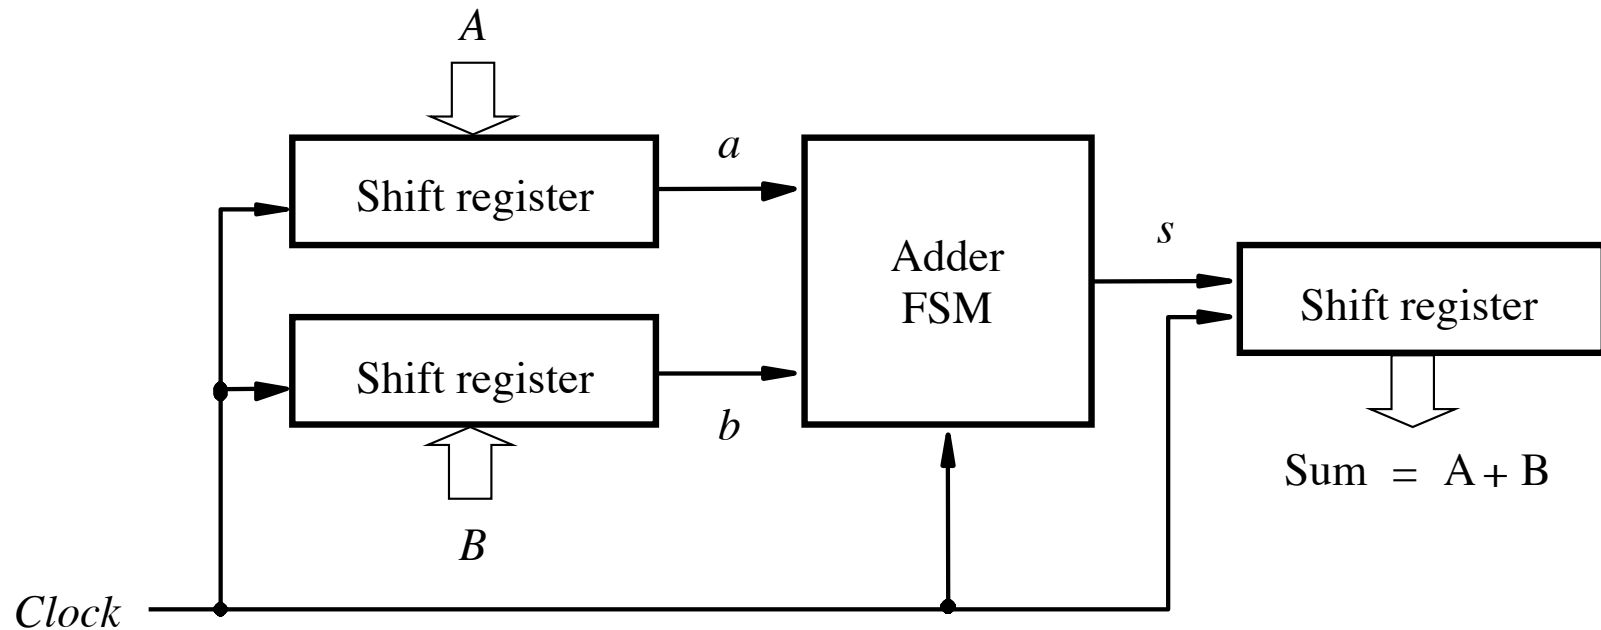 A
Shift register
a
Adder
FSM
s
Shift register
Shift register
b
B
Sum = A + B
Clock